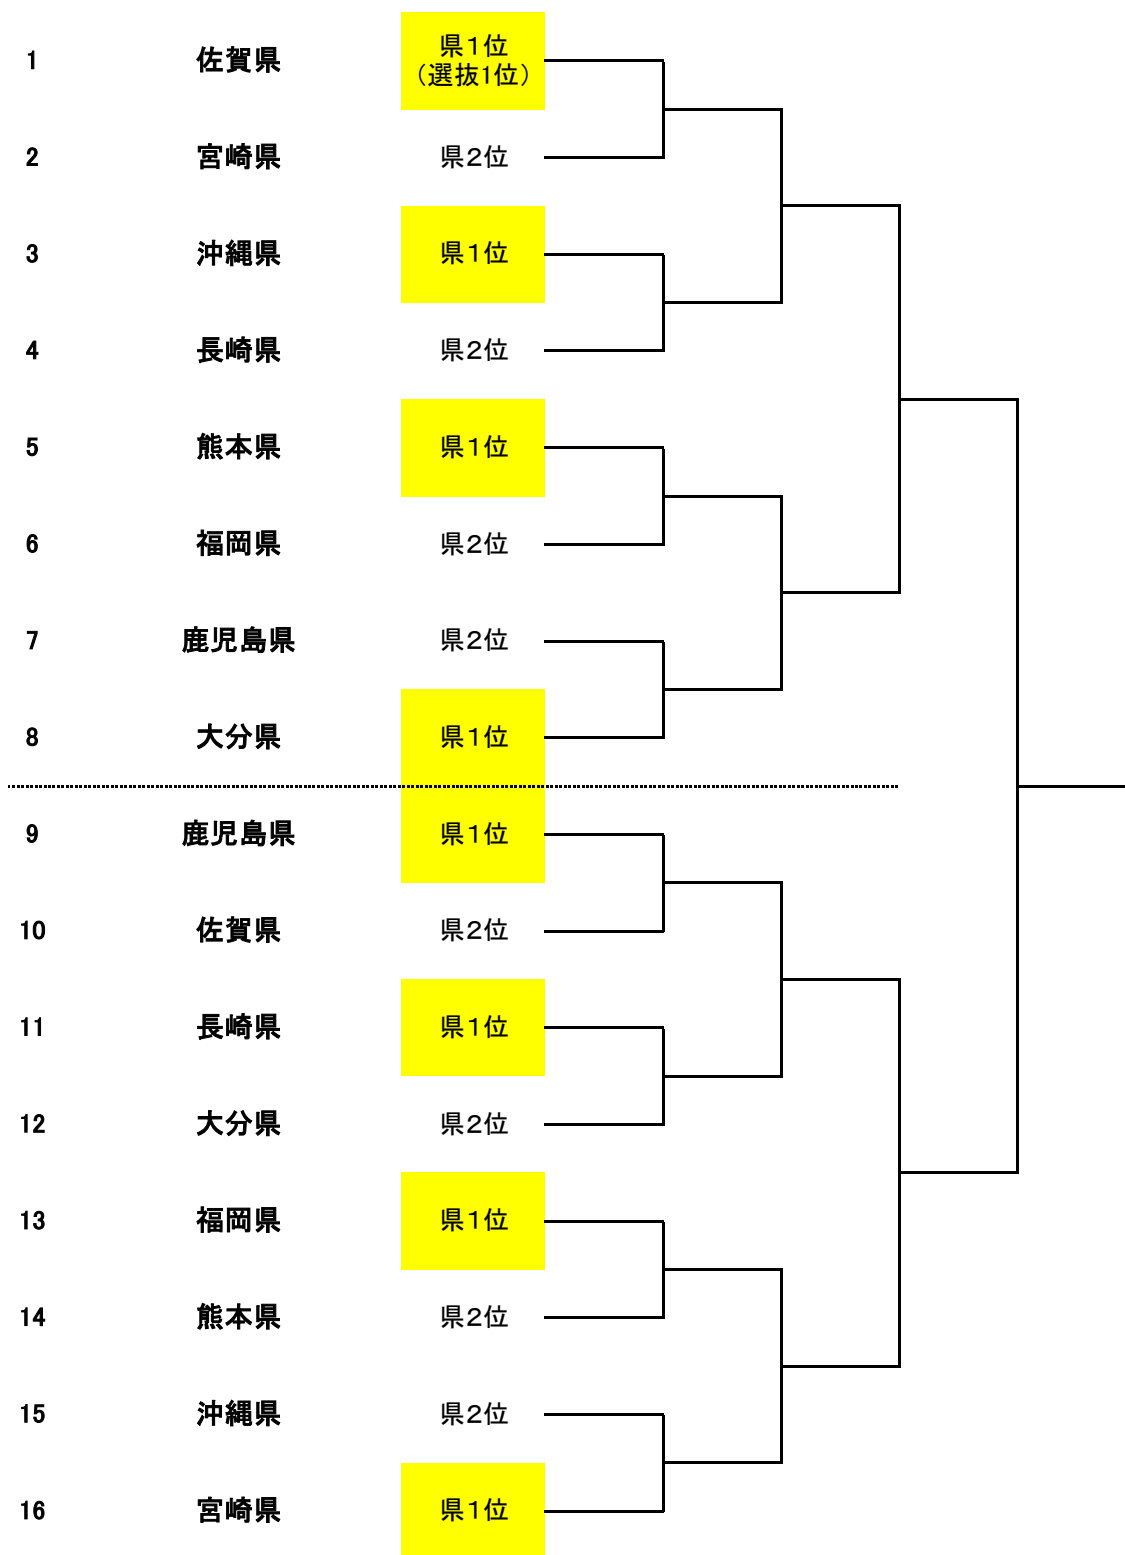 1 佐賀県 県１位
（選抜１位）
2 宮崎県 県２位
3 沖縄県 県１位
4 長崎県 県２位
5 熊本県 県１位
6 福岡県 県２位
7 鹿児島県 県２位
8 大分県 県１位
9 鹿児島県 県１位
10 佐賀県 県２位
11 長崎県 県１位
12 大分県 県２位
13 福岡県 県１位
14 熊本県 県２位
15 沖縄県 県２位
16 宮崎県 県１位